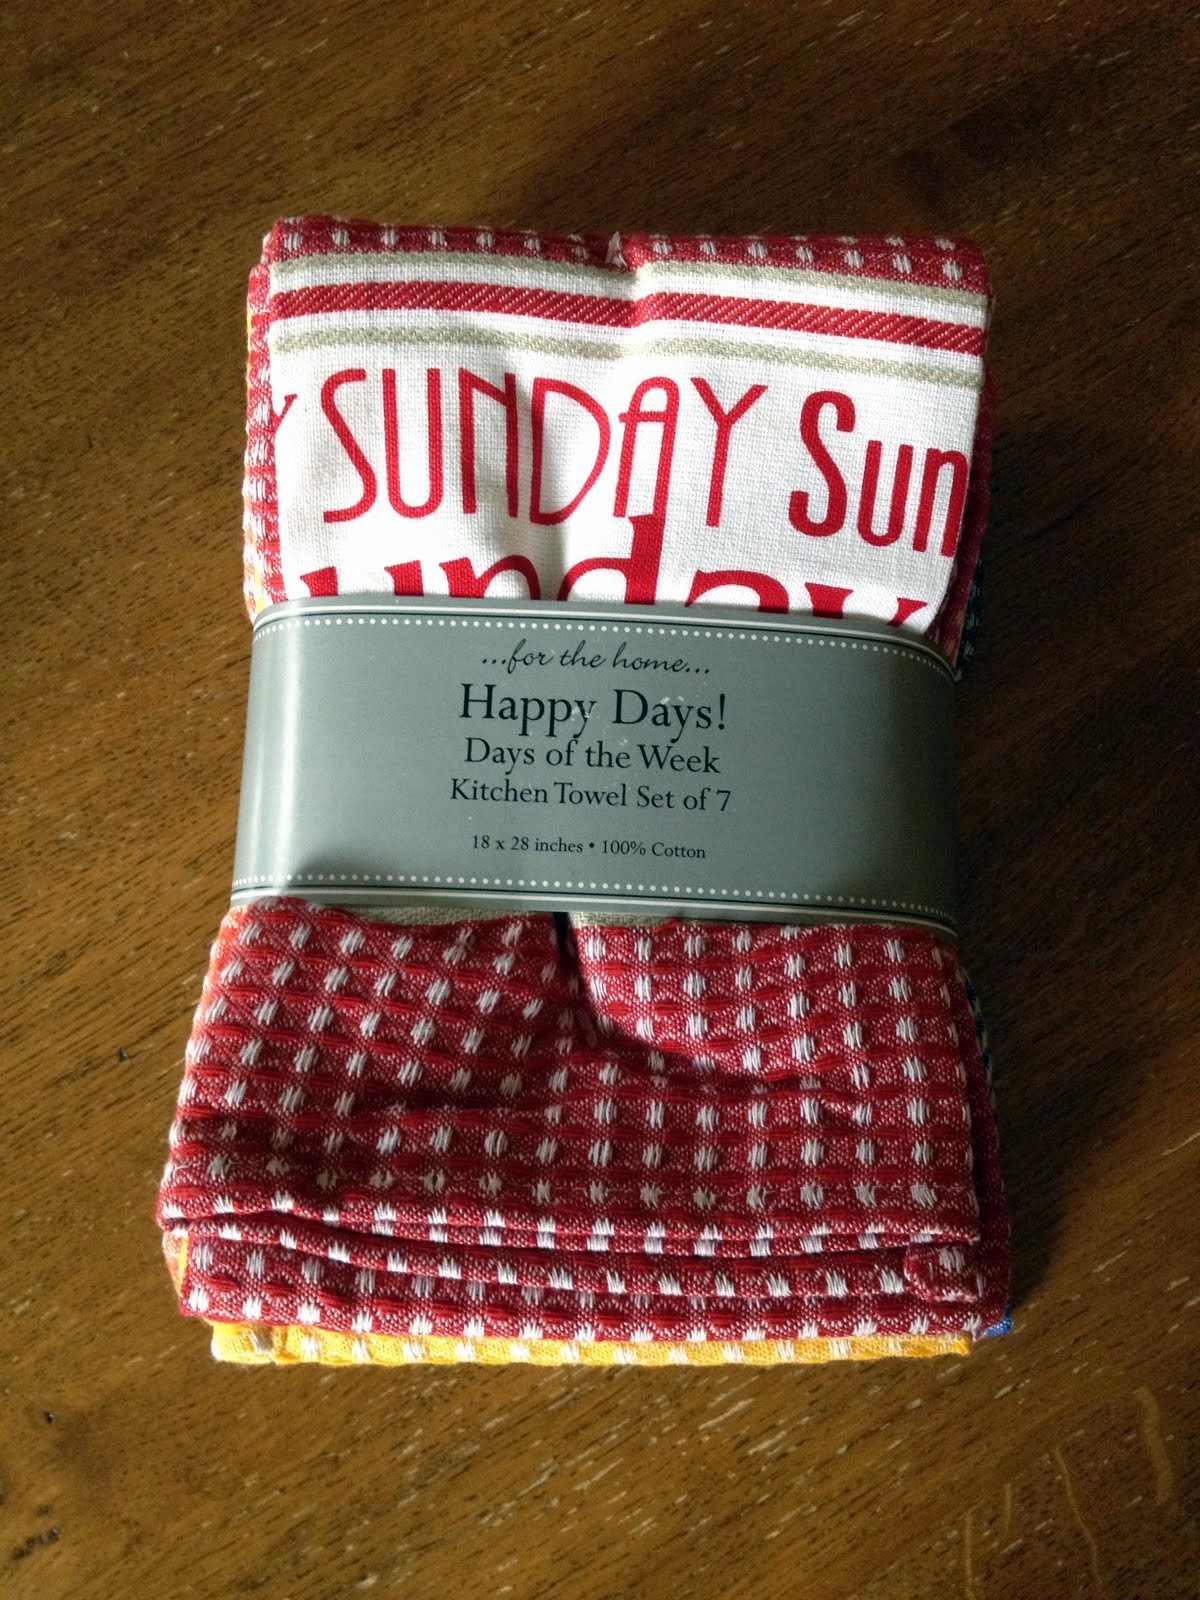 SUNDAY Sun
unday
...for the home...
Happy Days!
Days of the Week
Kitchen Towel Set of 7
18 x 28 inches • 100% Cotton